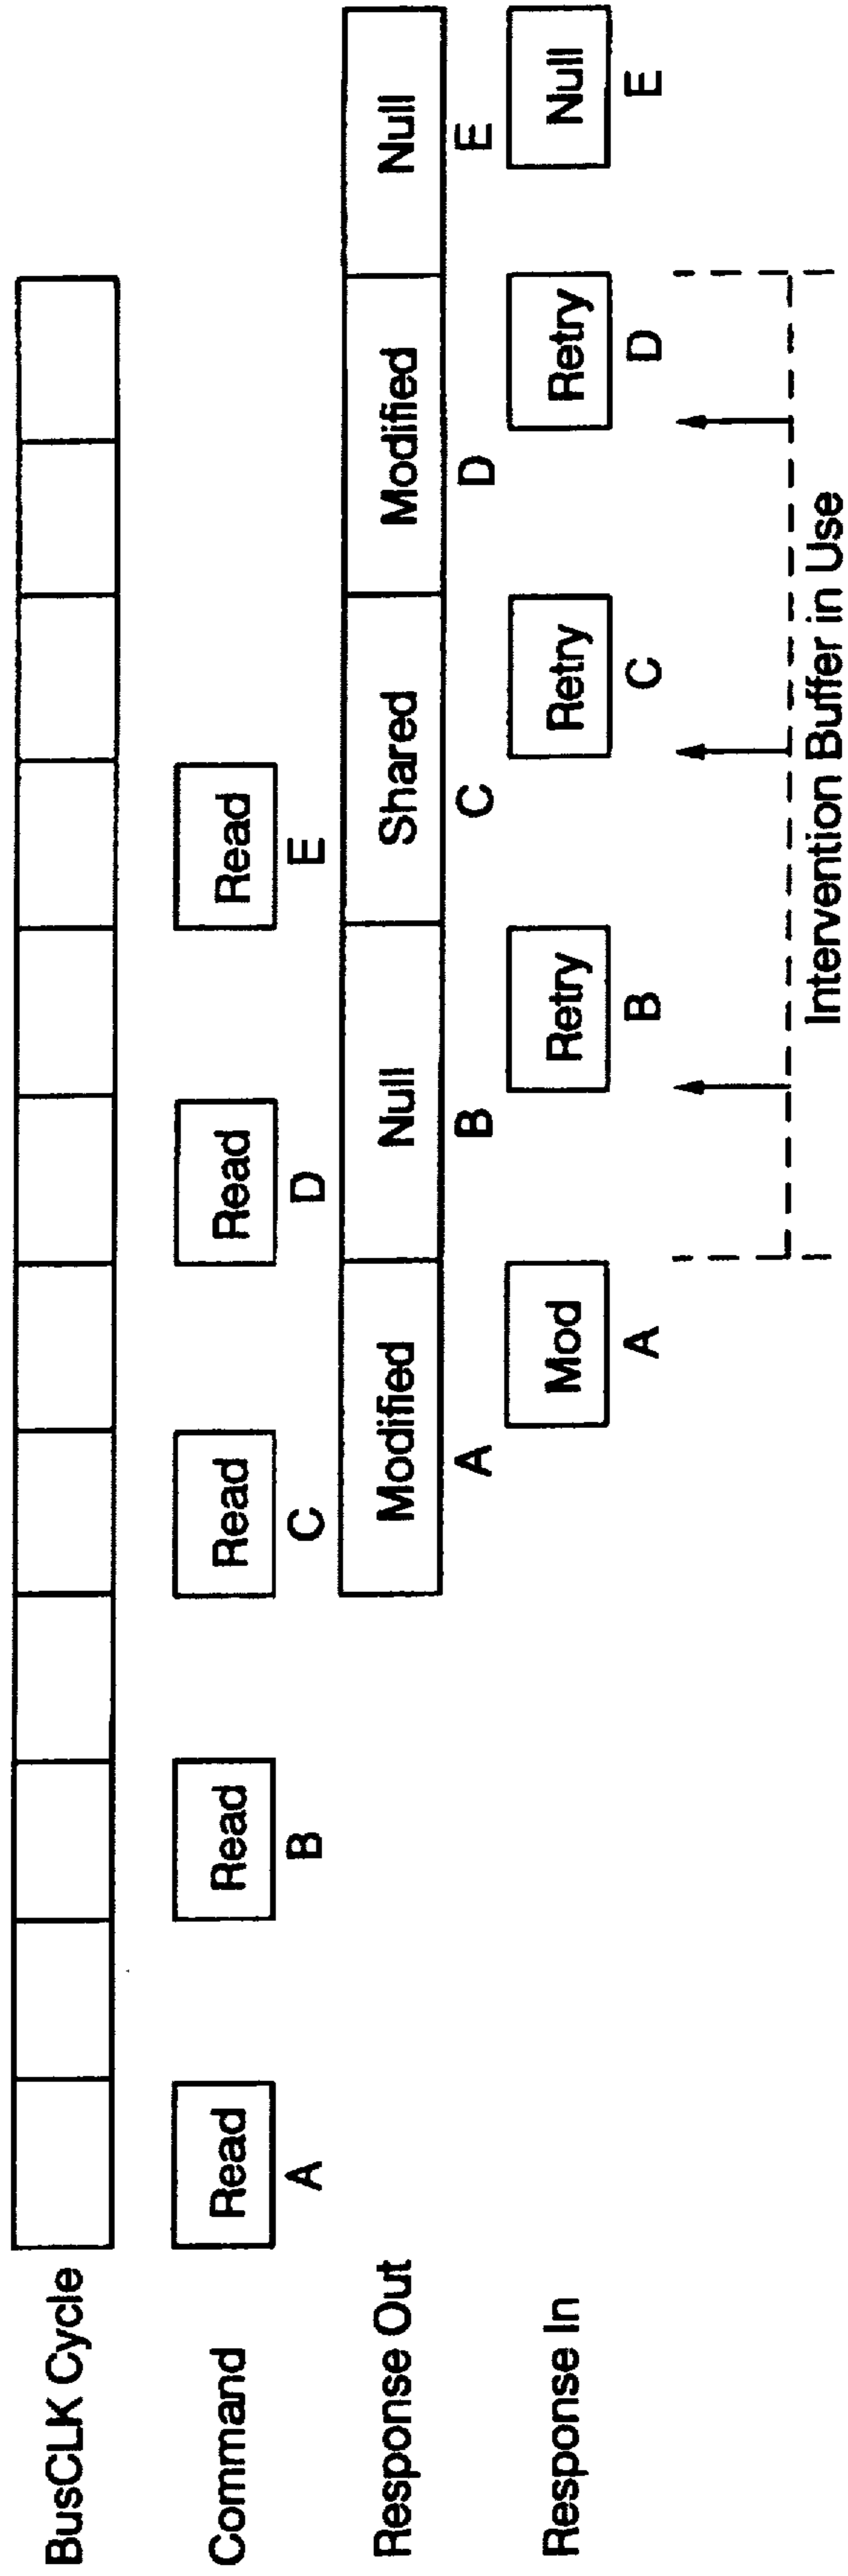 BusCLK Cycle
Command
Read Read Read Read Read
A B C D E
Response Out
Modified Null Shared Modified Null
A B C D E
Response In
Mod Retry Retry Retry Null
A B C D E
Intervention Buffer in Use